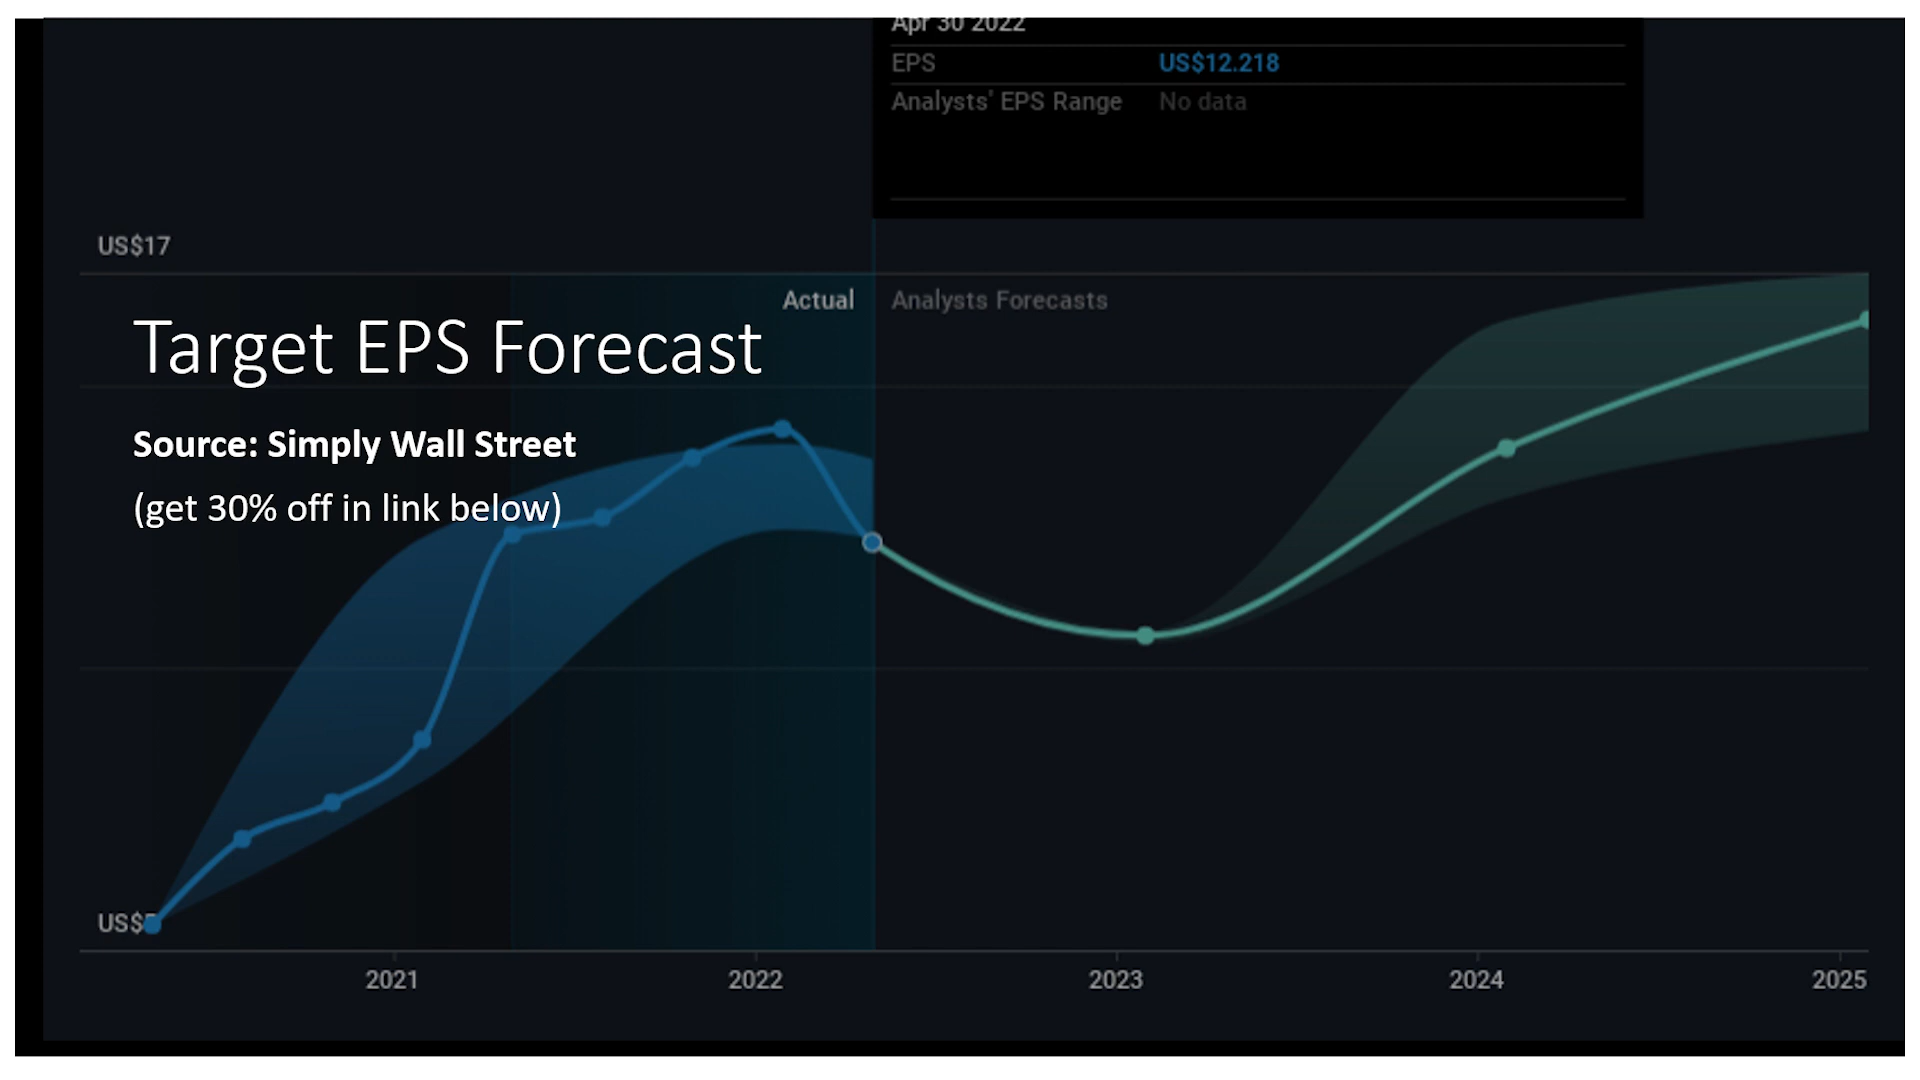 Apr 30 2022
EPS US$12.218
Analysts' EPS Range No data
US$17
Actual Analysts Forecasts
Target EPS Forecast
Source: Simply Wall Street
(get 30% off in link below)
US$
2021 2022 2023 2024 2025